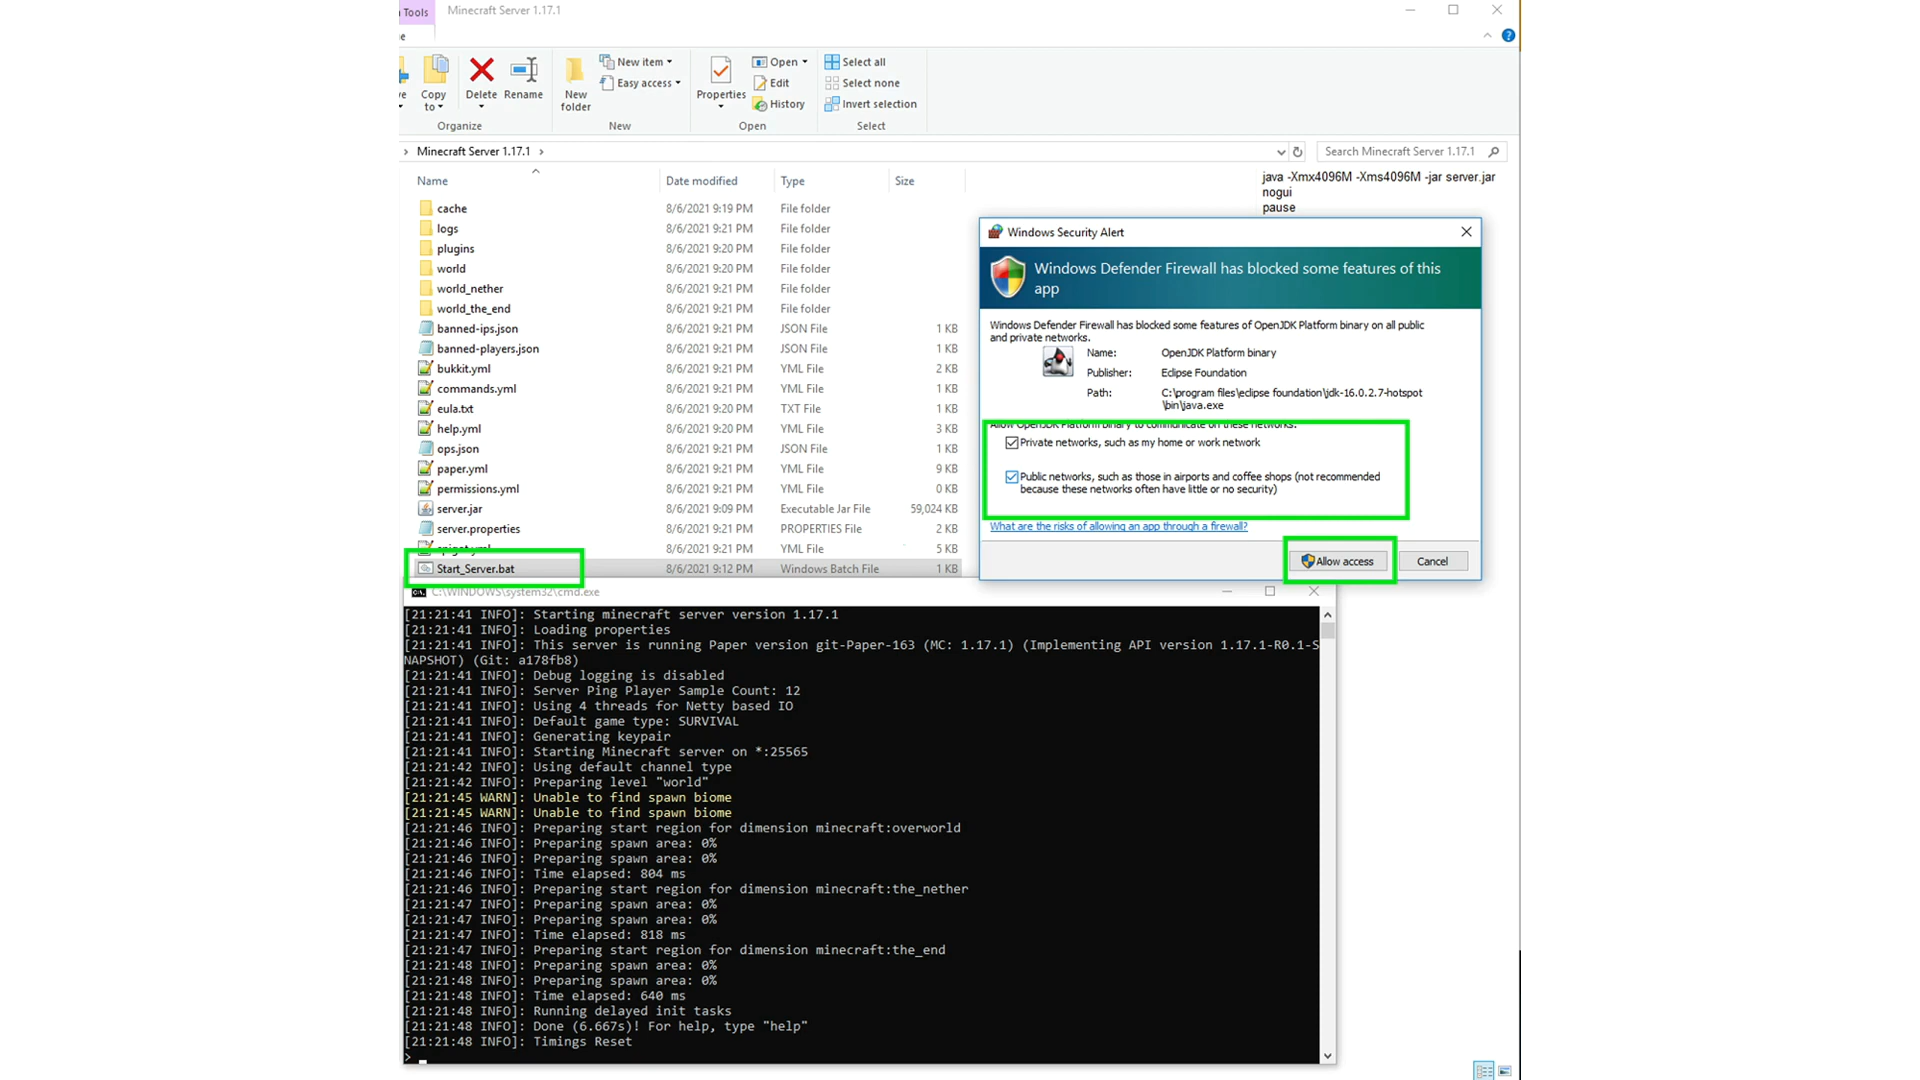 Tools
Minecraft Server 1.17.1
Copy to
Delete
Rename
New folder
New item
Easy access
Properties
Open
Edit
History
Select all
Select none
Invert selection
Organize
New
Open
Select
Minecraft Server 1.17.1
Search Minecraft Server 1.17.1
java -Xmx4096M -Xms4096M -jar server.jar
nogui
pause
Name Date modified Type Size
cache 8/6/2021 9:19 PM File folder
logs 8/6/2021 9:21 PM File folder
plugins 8/6/2021 9:21 PM File folder
world 8/6/2021 9:20 PM File folder
world_nether 8/6/2021 9:20 PM File folder
world_the_end 8/6/2021 9:21 PM File folder
banned-ips.json 8/6/2021 9:21 PM JSON File 1 KB
banned-players.json 8/6/2021 9:21 PM JSON File 1 KB
bukkit.yml 8/6/2021 9:21 PM YML File 2 KB
commands.yml 8/6/2021 9:21 PM YML File 1 KB
eula.txt 8/6/2021 9:20 PM TXT File 1 KB
help.yml 8/6/2021 9:20 PM YML File 3 KB
ops.json 8/6/2021 9:21 PM JSON File 1 KB
paper.yml 8/6/2021 9:21 PM YML File 9 KB
permissions.yml 8/6/2021 9:21 PM YML File 0 KB
server.jar 8/6/2021 9:09 PM Executable Jar File 59,024 KB
server.properties 8/6/2021 9:21 PM PROPERTIES File 2 KB
spigot.yml 8/6/2021 9:21 PM YML File 5 KB
Start_Server.bat 8/6/2021 9:12 PM Windows Batch File 1 KB
Windows Security Alert
Windows Defender Firewall has blocked some features of this
app
Windows Defender Firewall has blocked some features of OpenJDK Platform binary on all public
and private networks.
Name: OpenJDK Platform binary
Publisher: Eclipse Foundation
Path: C:\program files\eclipse foundation\jdk-16.0.2.7-hotspot
\bin\java.exe
Allow OpenJDK Platform binary to communicate on these networks:
Private networks, such as my home or work network
Public networks, such as those in airports and coffee shops (not recommended
because these networks often have little or no security)
What are the risks of allowing an app through a firewall?
Allow access
Cancel
C:\WINDOWS\system32\cmd.exe
[21:21:41 INFO]: Starting minecraft server version 1.17.1
[21:21:41 INFO]: Loading properties
[21:21:41 INFO]: This server is running Paper version git-Paper-163 (MC: 1.17.1) (Implementing API version 1.17.1-R0.1-S
NAPSHOT) (Git: a178fb8)
[21:21:41 INFO]: Debug logging is disabled
[21:21:41 INFO]: Server Ping Player Sample Count: 12
[21:21:41 INFO]: Using 4 threads for Netty based IO
[21:21:41 INFO]: Default game type: SURVIVAL
[21:21:41 INFO]: Generating keypair
[21:21:41 INFO]: Starting Minecraft server on *:25565
[21:21:42 INFO]: Using default channel type
[21:21:42 INFO]: Preparing level "world"
[21:21:45 WARN]: Unable to find spawn biome
[21:21:45 WARN]: Unable to find spawn biome
[21:21:46 INFO]: Preparing start region for dimension minecraft:overworld
[21:21:46 INFO]: Preparing spawn area: 0%
[21:21:46 INFO]: Preparing spawn area: 0%
[21:21:46 INFO]: Time elapsed: 804 ms
[21:21:46 INFO]: Preparing start region for dimension minecraft:the_nether
[21:21:47 INFO]: Preparing spawn area: 0%
[21:21:47 INFO]: Preparing spawn area: 0%
[21:21:47 INFO]: Time elapsed: 818 ms
[21:21:47 INFO]: Preparing start region for dimension minecraft:the_end
[21:21:48 INFO]: Preparing spawn area: 0%
[21:21:48 INFO]: Preparing spawn area: 0%
[21:21:48 INFO]: Time elapsed: 640 ms
[21:21:48 INFO]: Running delayed init tasks
[21:21:48 INFO]: Done (6.667s)! For help, type "help"
[21:21:48 INFO]: Timings Reset
>